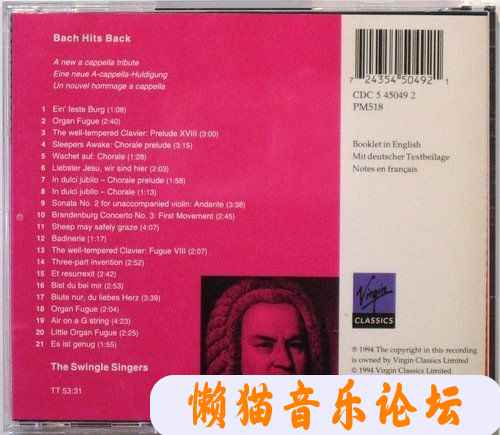 Bach Hits Back
A new a cappella tribute
Eine neue A-cappella-Huldigung
Un nouvel hommage a cappella
1 Ein' feste Burg (1:08)
2 Organ Fugue (2:40)
3 The well-tempered Clavier: Prelude XVIII (3:00)
4 Sleepers Awake: Chorale prelude (3:15)
5 Wachet auf: Chorale (1:28)
6 Liebster Jesu, wir sind hier (2:03)
7 In dulci jubilo – Chorale prelude (1:58)
8 In dulci jubilo – Chorale (1:13)
9 Sonata No. 2 for unaccompanied violin: Andante (3:38)
10 Brandenburg Concerto No. 3: First Movement (2:45)
11 Sheep may safely graze (4:07)
12 Badinerie (1:17)
13 The well-tempered Clavier: Fugue VIII (2:07)
14 Three-part Invention (2:52)
15 Et resurrexit (2:42)
16 Bist du bei mir (2:53)
17 Blute nur, du liebes Herz (3:39)
18 Organ Fugue (2:04)
19 Air on a G string (4:23)
20 Little Organ Fugue (2:25)
21 Es ist genug (1:55)
The Swingle Singers
TT 53:31
7 24354 50492 1
CDC 5 45049 2
PM518
Booklet in English
Mit deutscher Textbeilage
Notes en français
Virgin
CLASSICS
℗ 1994 The copyright in this recording
is owned by Virgin Classics Limited
© 1994 Virgin Classics Limited
懒猫音乐论坛